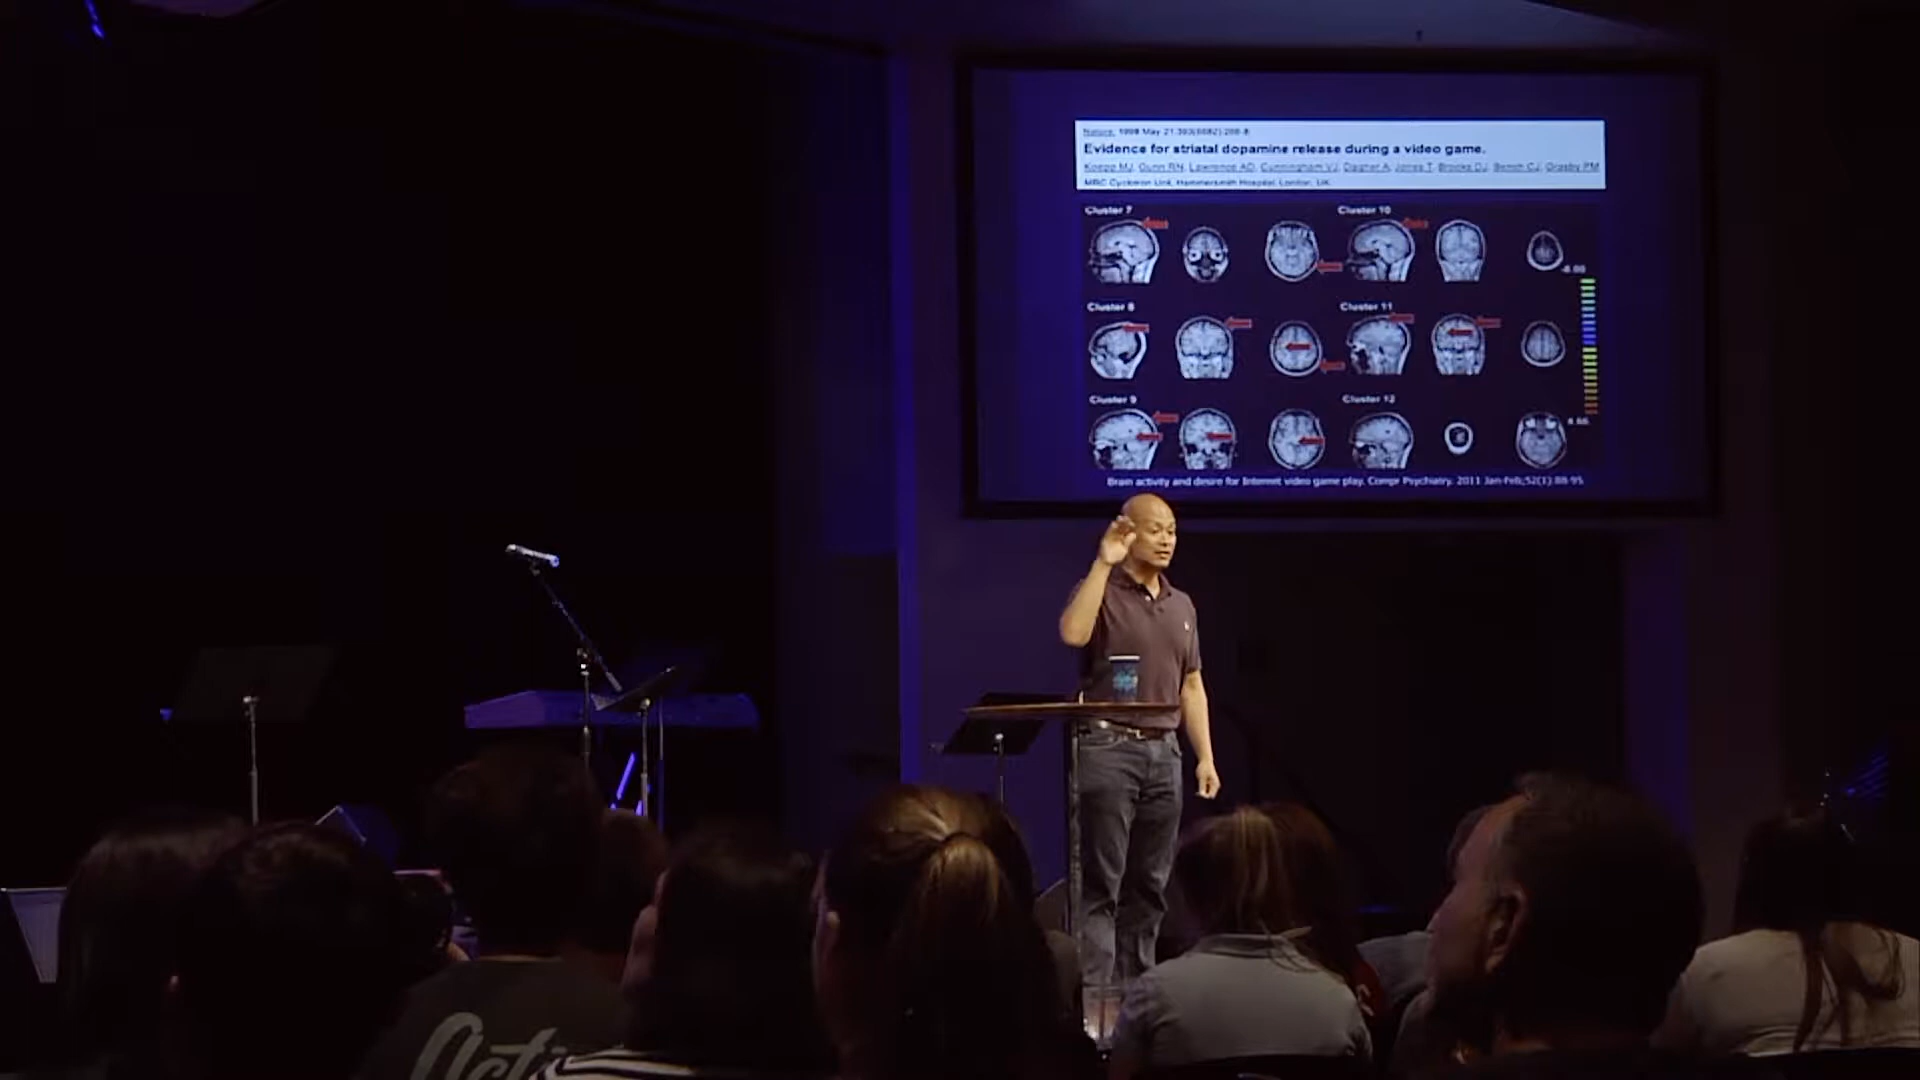 Nature. 1998 May 21;393(6682):266-8
Evidence for striatal dopamine release during a video game.
Koepp MJ, Gunn RN, Lawrence AD, Cunningham VJ, Dagher A, Jones T, Brooks DJ, Bench CJ, Grasby PM
MRC Cyclotron Unit, Hammersmith Hospital, London, UK.
Cluster 7
Cluster 10
Cluster 8
Cluster 11
Cluster 9
Cluster 12
Brain activity and desire for Internet video game play. Compr Psychiatry. 2011 Jan-Feb;52(1):88-95